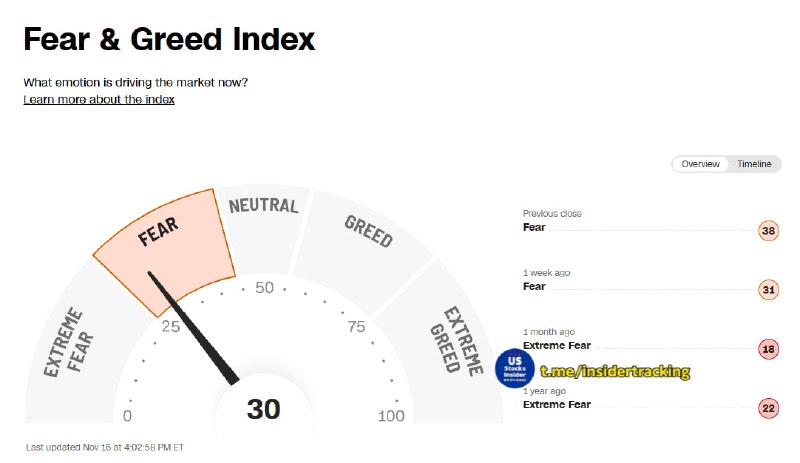 Fear & Greed Index
What emotion is driving the market now?
Learn more about the index
Overview
Timeline
EXTREME
FEAR
FEAR
NEUTRAL
GREED
EXTREME
GREED
0
25
50
75
100
30
Last updated Nov 16 at 4:02:58 PM ET
Previous close
Fear
38
1 week ago
Fear
31
1 month ago
Extreme Fear
18
US
Stocks
Insider
t.me/insidertracking
1 year ago
Extreme Fear
22